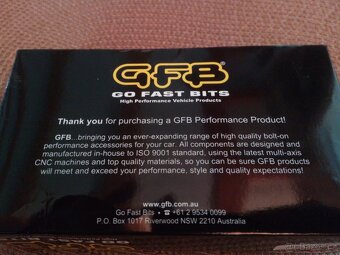 GFB
GO FAST BITS
High Performance Vehicle Products
Thank you for purchasing a GFB Performance Product!
GFB...bringing you an ever-expanding range of high quality bolt-on
performance accessories for your car. All components are designed and
manufactured in-house to ISO 9001 standard, using the latest multi-axis
CNC machines and top quality materials, so you can be sure GFB products
will meet and exceed your performance, style and quality expectations!
www.gfb.com.au
Go Fast Bits • ☎ +61 2 9534 0099
P.O. Box 1017 Riverwood NSW 2210 Australia